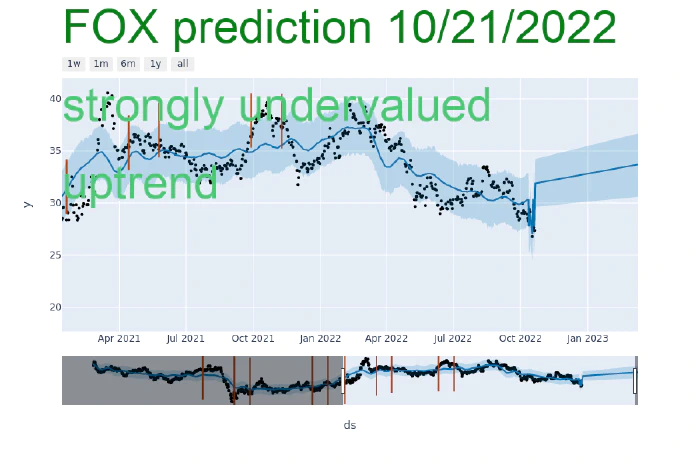 FOX prediction 10/21/2022
1w 1m 6m 1y all
strongly undervalued
uptrend
40
35
30
25
20
y
Apr 2021 Jul 2021 Oct 2021 Jan 2022 Apr 2022 Jul 2022 Oct 2022 Jan 2023
ds